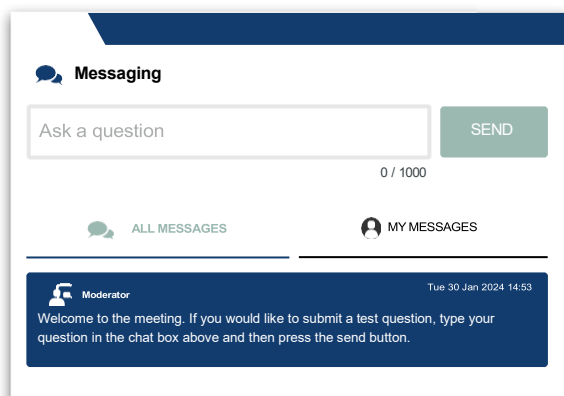 Messaging
Ask a question
SEND
0 / 1000
ALL MESSAGES
MY MESSAGES
Moderator
Tue 30 Jan 2024 14:53
Welcome to the meeting. If you would like to submit a test question, type your
question in the chat box above and then press the send button.